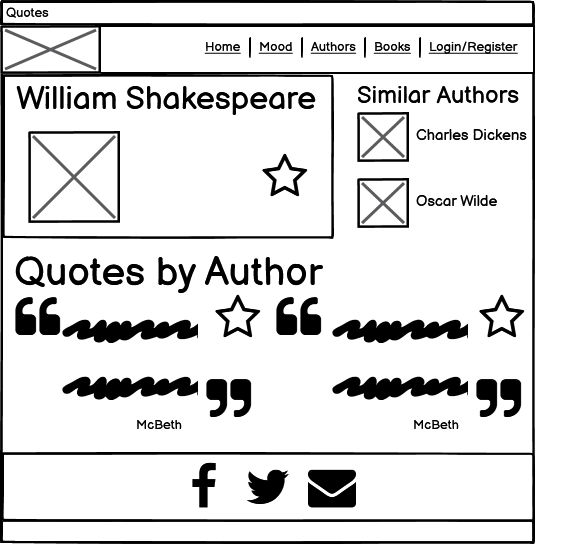 Quotes
Home | Mood | Authors | Books | Login/Register
William Shakespeare
Similar Authors
Charles Dickens
Oscar Wilde
Quotes by Author
McBeth
McBeth